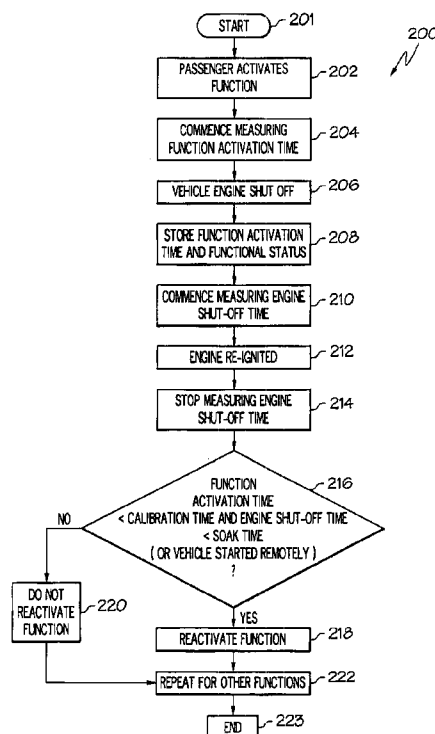 START
201
200
PASSENGER ACTIVATES
FUNCTION
202
COMMENCE MEASURING
FUNCTION ACTIVATION TIME
204
VEHICLE ENGINE SHUT OFF
206
STORE FUNCTION ACTIVATION
TIME AND FUNCTIONAL STATUS
208
COMMENCE MEASURING ENGINE
SHUT-OFF TIME
210
ENGINE RE-IGNITED
212
STOP MEASURING ENGINE
SHUT-OFF TIME
214
FUNCTION
ACTIVATION TIME
< CALIBRATION TIME AND ENGINE SHUT-OFF TIME
< SOAK TIME
( OR VEHICLE STARTED REMOTELY )
?
216
NO
YES
DO NOT
REACTIVATE
FUNCTION
220
REACTIVATE FUNCTION
218
REPEAT FOR OTHER FUNCTIONS
222
END
223